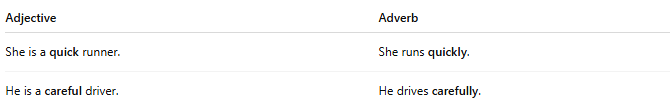 Adjective Adverb
She is a quick runner. She runs quickly.
He is a careful driver. He drives carefully.